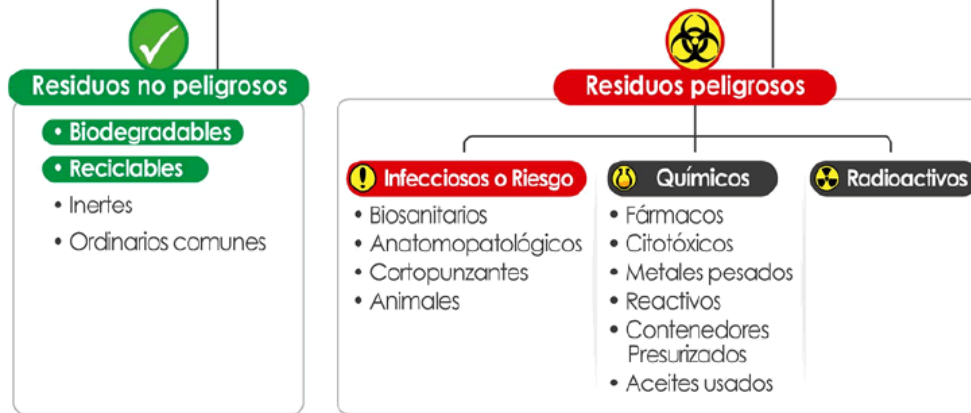 Residuos no peligrosos
• Biodegradables
• Reciclables
• Inertes
• Ordinarios comunes
Residuos peligrosos
Infecciosos o Riesgo
• Biosanitarios
• Anatomopatológicos
• Cortopunzantes
• Animales
Químicos
• Fármacos
• Citotóxicos
• Metales pesados
• Reactivos
• Contenedores
Presurizados
• Aceites usados
Radioactivos